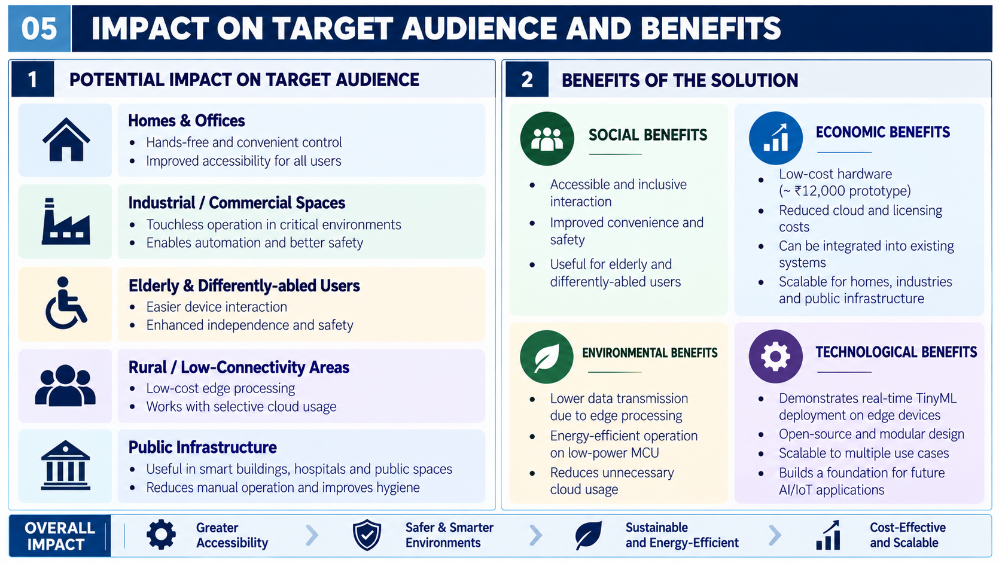 05
IMPACT ON TARGET AUDIENCE AND BENEFITS
1
POTENTIAL IMPACT ON TARGET AUDIENCE
Homes & Offices
• Hands-free and convenient control
• Improved accessibility for all users
Industrial / Commercial Spaces
• Touchless operation in critical environments
• Enables automation and better safety
Elderly & Differently-abled Users
• Easier device interaction
• Enhanced independence and safety
Rural / Low-Connectivity Areas
• Low-cost edge processing
• Works with selective cloud usage
Public Infrastructure
• Useful in smart buildings, hospitals and public spaces
• Reduces manual operation and improves hygiene
2
BENEFITS OF THE SOLUTION
SOCIAL BENEFITS
• Accessible and inclusive
interaction
• Improved convenience and
safety
• Useful for elderly and
differently-abled users
ECONOMIC BENEFITS
• Low-cost hardware
(~ ₹12,000 prototype)
• Reduced cloud and licensing
costs
• Can be integrated into existing
systems
• Scalable for homes, industries
and public infrastructure
ENVIRONMENTAL BENEFITS
• Lower data transmission
due to edge processing
• Energy-efficient operation
on low-power MCU
• Reduces unnecessary
cloud usage
TECHNOLOGICAL BENEFITS
• Demonstrates real-time TinyML
deployment on edge devices
• Open-source and modular design
• Scalable to multiple use cases
• Builds a foundation for future
AI/IoT applications
OVERALL
IMPACT
Greater
Accessibility
Safer & Smarter
Environments
Sustainable
and Energy-Efficient
Cost-Effective
and Scalable